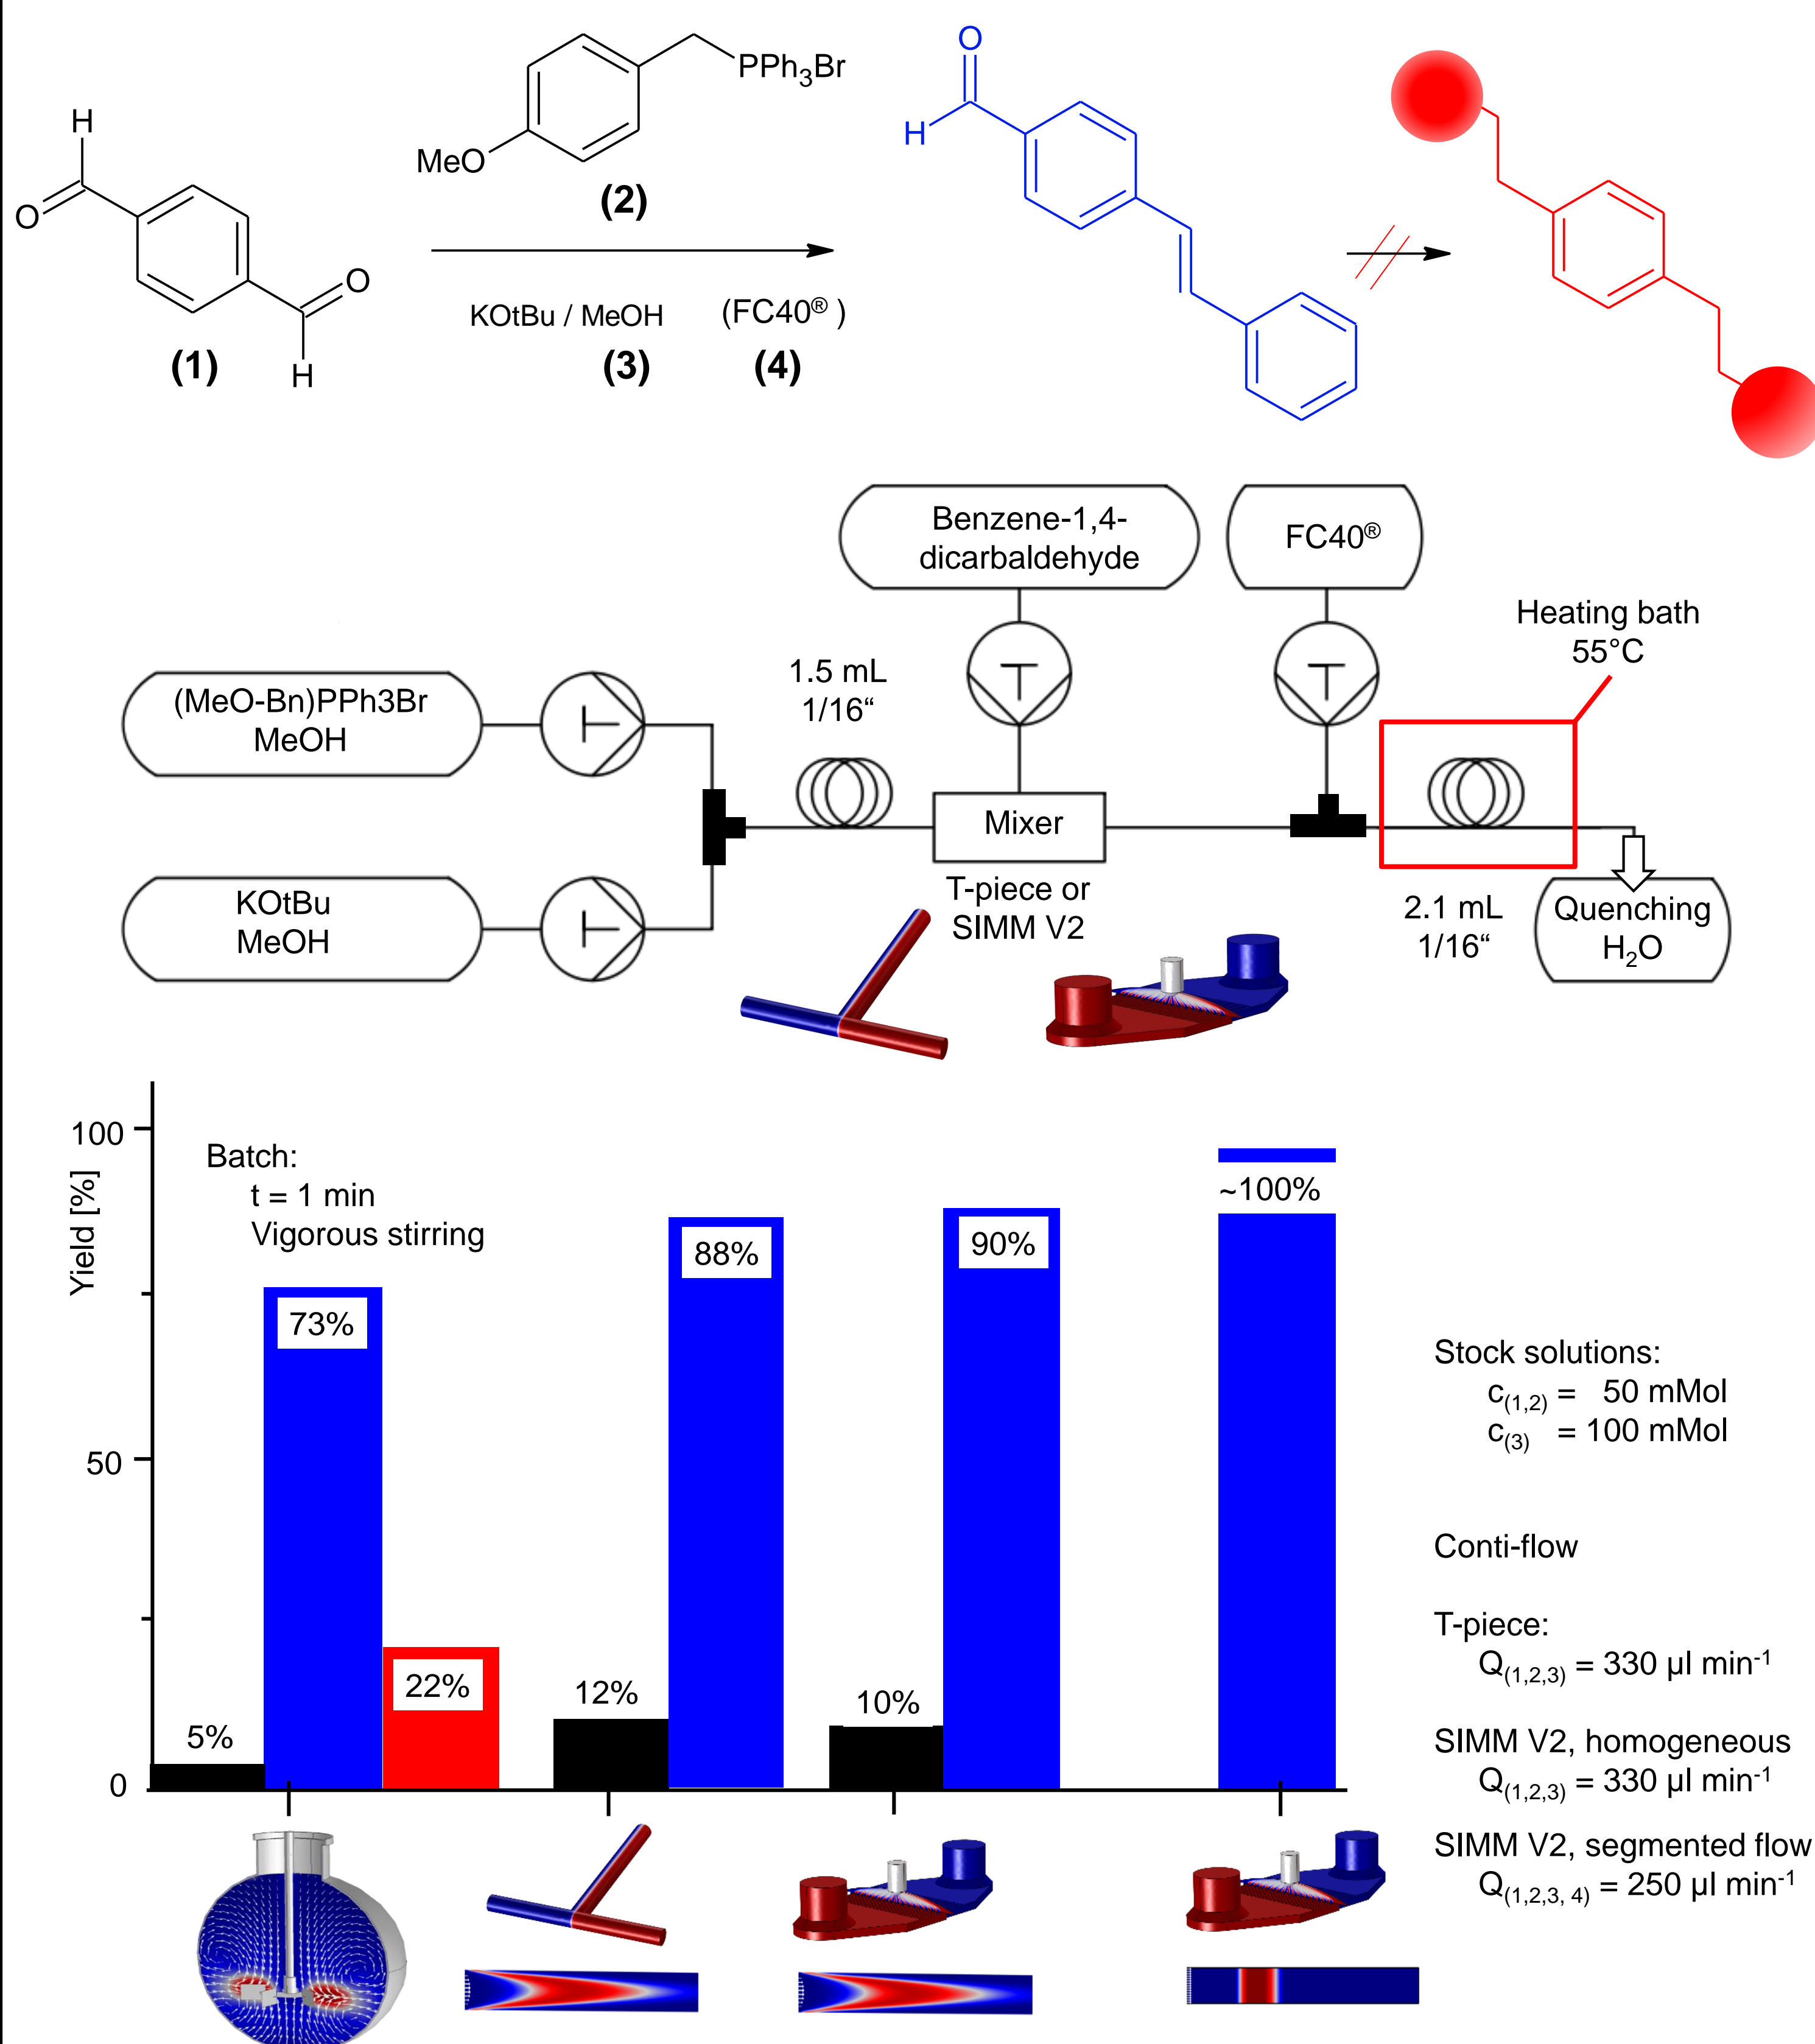 H
O
O
H
(1)
PPh3Br
MeO
(2)
KOtBu / MeOH (FC40® )
(3) (4)
O
H
Benzene-1,4-
dicarbaldehyde
FC40®
Heating bath
55°C
(MeO-Bn)PPh3Br
MeOH
T
T
T
1.5 mL
1/16“
Mixer
T-piece or
SIMM V2
KOtBu
MeOH
T
2.1 mL
1/16“
Quenching
H2O
Yield [%]
100
50
0
Batch:
t = 1 min
Vigorous stirring
5%
73%
22%
12%
88%
10%
90%
~100%
Stock solutions:
c(1,2) = 50 mMol
c(3) = 100 mMol
Conti-flow
T-piece:
Q(1,2,3) = 330 µl min-1
SIMM V2, homogeneous
Q(1,2,3) = 330 µl min-1
SIMM V2, segmented flow
Q(1,2,3, 4) = 250 µl min-1